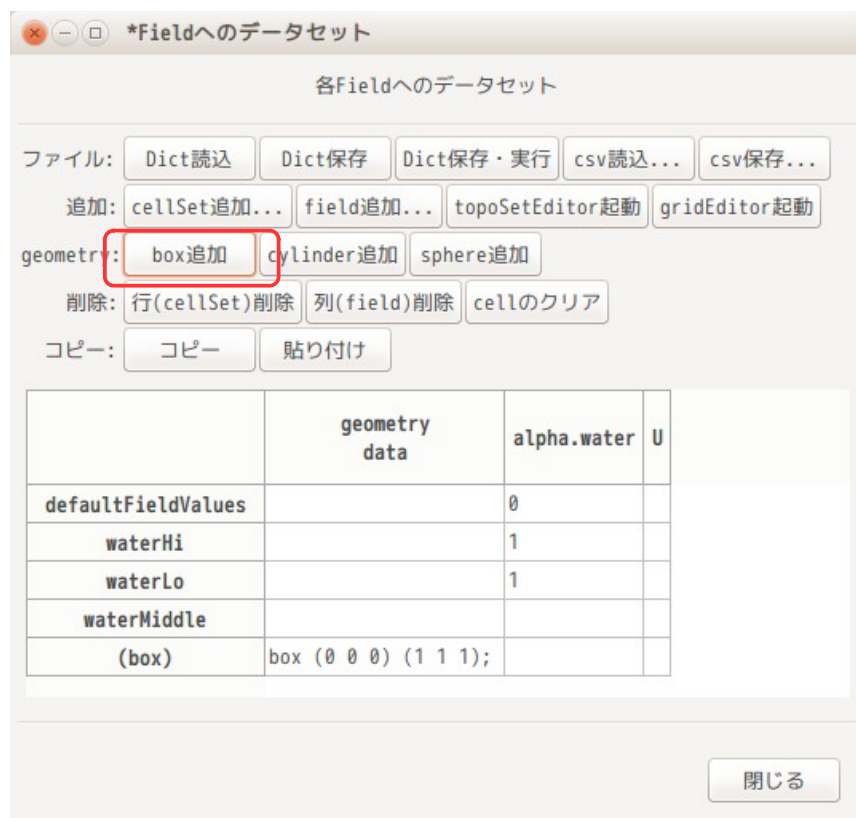 *Fieldへのデータセット
各Fieldへのデータセット
ファイル: Dict読込 Dict保存 Dict保存・実行 csv読込... csv保存...
追加: cellSet追加... field追加... topoSetEditor起動 gridEditor起動
geometry: box追加 cylinder追加 sphere追加
削除: 行(cellSet)削除 列(field)削除 cellのクリア
コピー: コピー 貼り付け
geometry
data alpha.water U
defaultFieldValues 0
waterHi 1
waterLo 1
waterMiddle
(box) box (0 0 0) (1 1 1);
閉じる